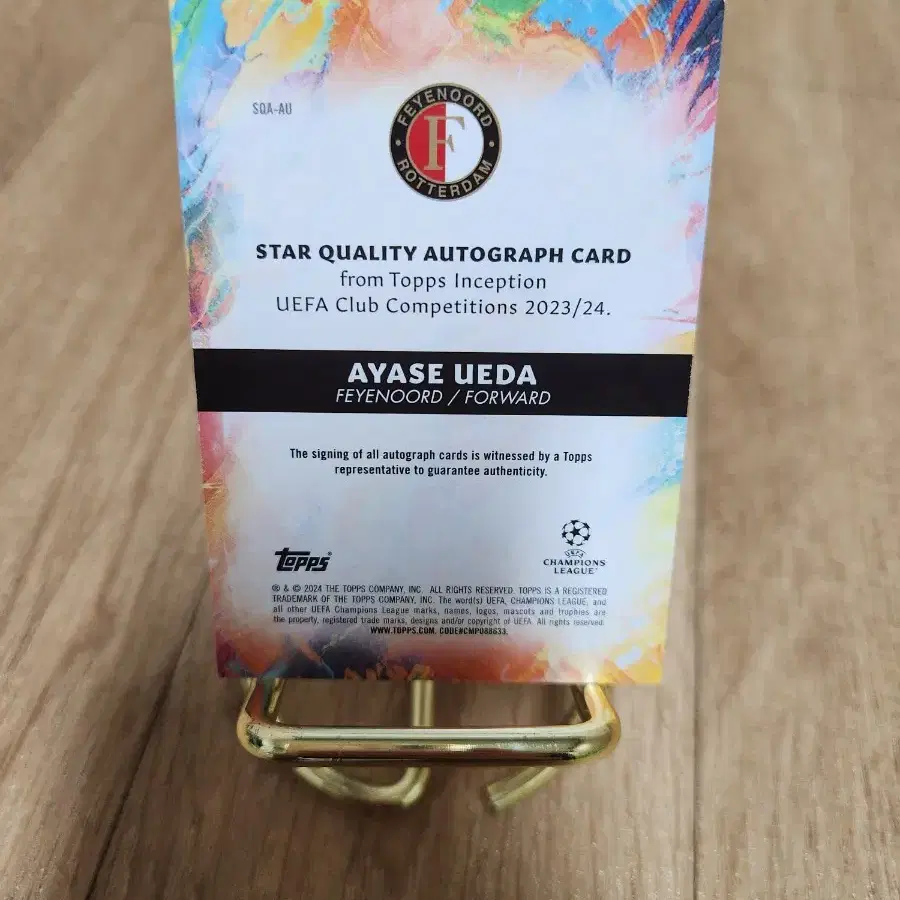 SQA-AU
FEYENOORD
F
ROTTERDAM
STAR QUALITY AUTOGRAPH CARD
from Topps Inception
UEFA Club Competitions 2023/24.
AYASE UEDA
FEYENOORD / FORWARD
The signing of all autograph cards is witnessed by a Topps
representative to guarantee authenticity.
topps®
UEFA
CHAMPIONS
LEAGUE™
® & © 2024 THE TOPPS COMPANY, INC. ALL RIGHTS RESERVED. TOPPS IS A REGISTERED
TRADEMARK OF THE TOPPS COMPANY, INC. The word(s) UEFA, CHAMPIONS LEAGUE, and
all other UEFA Champions League marks, names, logos, mascots and trophies are
the property, registered trade marks, designs and/or copyright of UEFA. All rights reserved.
WWW.TOPPS.COM. CODE#CMP088633.